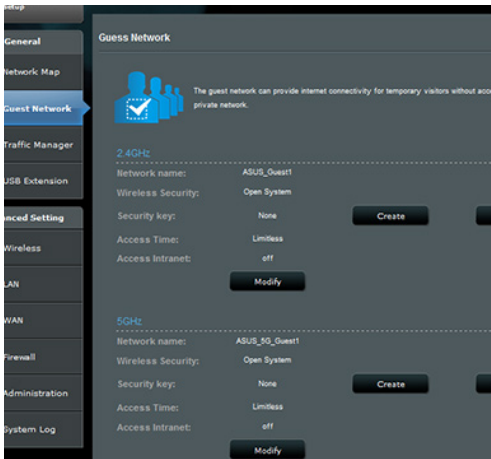 Setup
General
Guess Network
Network Map
The guest network can provide internet connectivity for temporary visitors without
private network.
Guest Network
Traffic Manager
2.4GHz
Network name: ASUS_Guest1
USB Extension
Wireless Security: Open System
Security key: None Create
anced Setting
Access Time: Limitless
Wireless
Access Intranet: off
Modify
LAN
WAN
5GHz
Network name: ASUS_5G_Guest1
Firewall
Wireless Security: Open System
Security key: None Create
Administration
Access Time: Limitless
System Log
Access Intranet: off
Modify